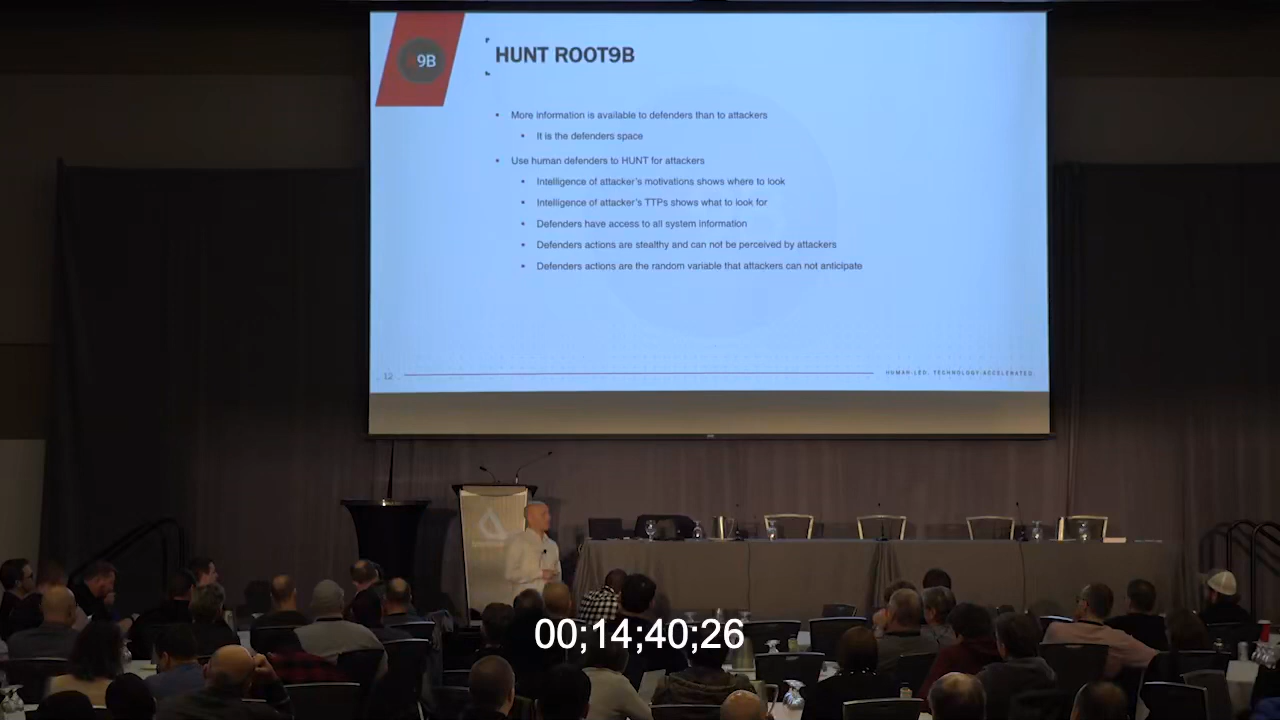 9B
HUNT ROOT9B
More information is available to defenders than to attackers
It is the defenders space
Use human defenders to HUNT for attackers
Intelligence of attacker's motivations shows where to look
Intelligence of attacker's TTPs shows what to look for
Defenders have access to all system information
Defenders actions are stealthy and can not be perceived by attackers
Defenders actions are the random variable that attackers can not anticipate
12
HUMAN-LED. TECHNOLOGY-ACCELERATED.
00;14;40;26